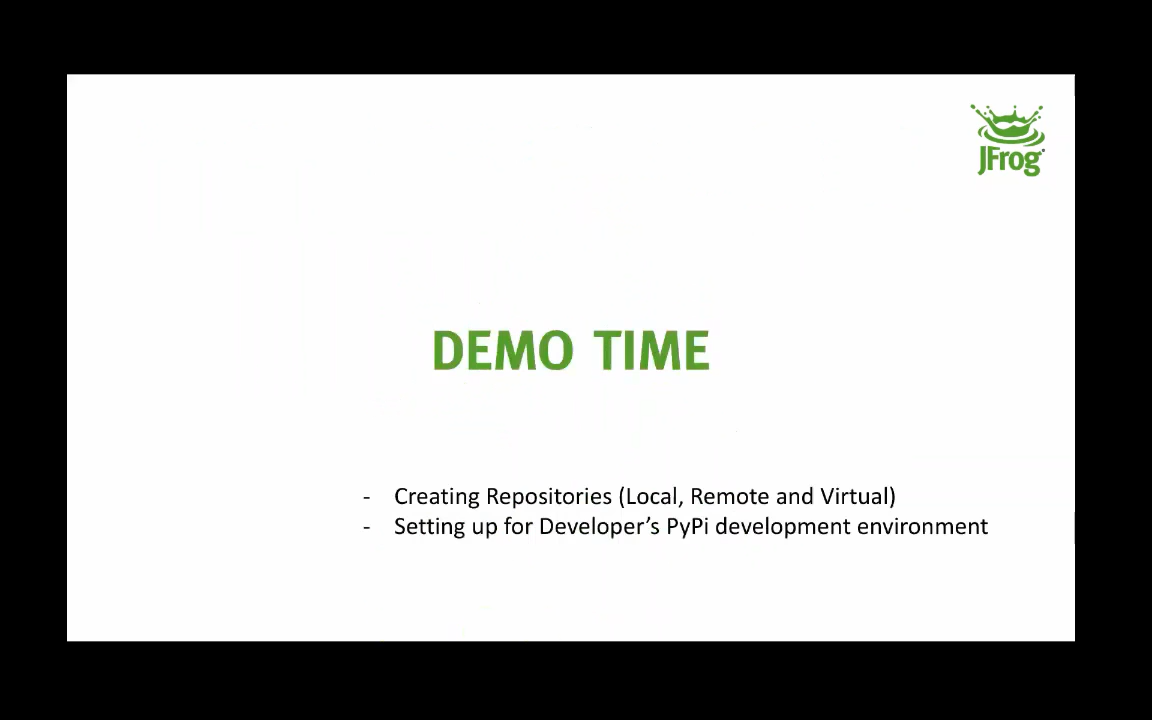 JFrog
DEMO TIME
- Creating Repositories (Local, Remote and Virtual)
- Setting up for Developer’s PyPi development environment